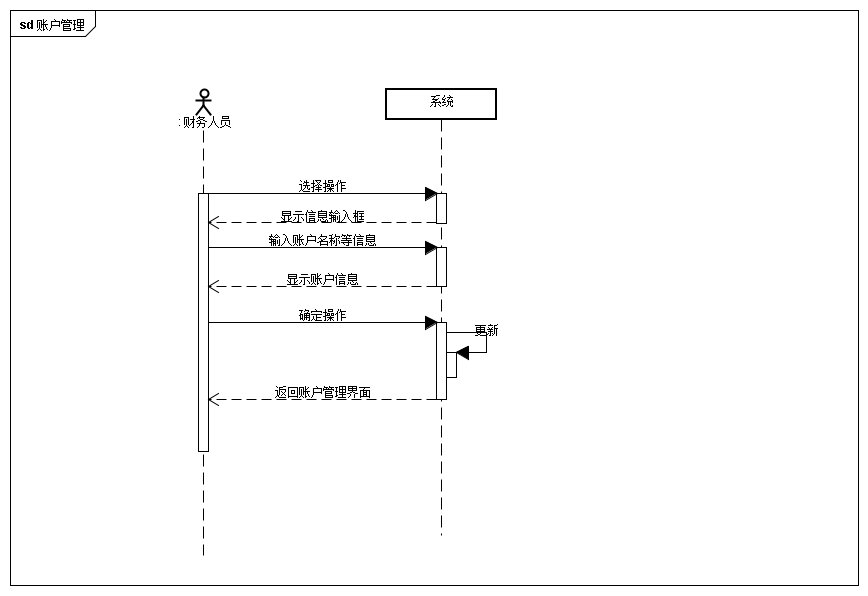 sd 账户管理
系统
: 财务人员
选择操作
显示信息输入框
输入账户名称等信息
显示账户信息
确定操作
更新
返回账户管理界面